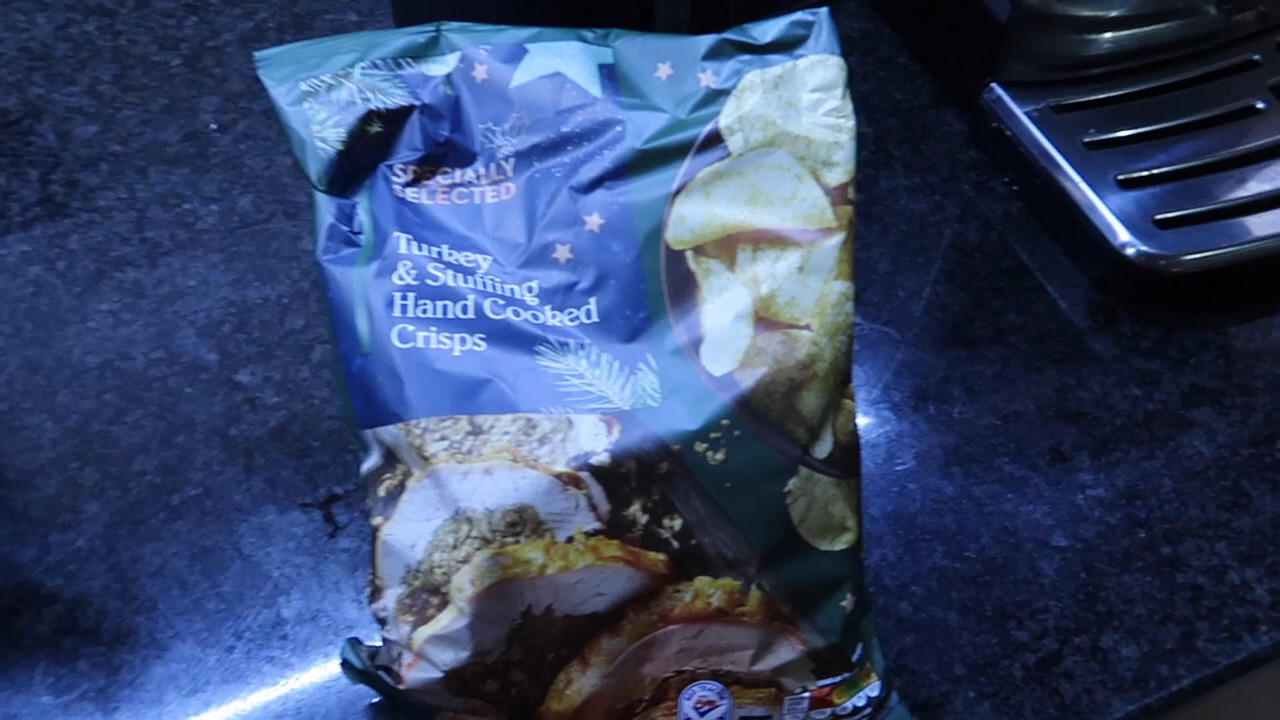 SPECIALLY
SELECTED
Turkey
& Stuffing
Hand Cooked
Crisps